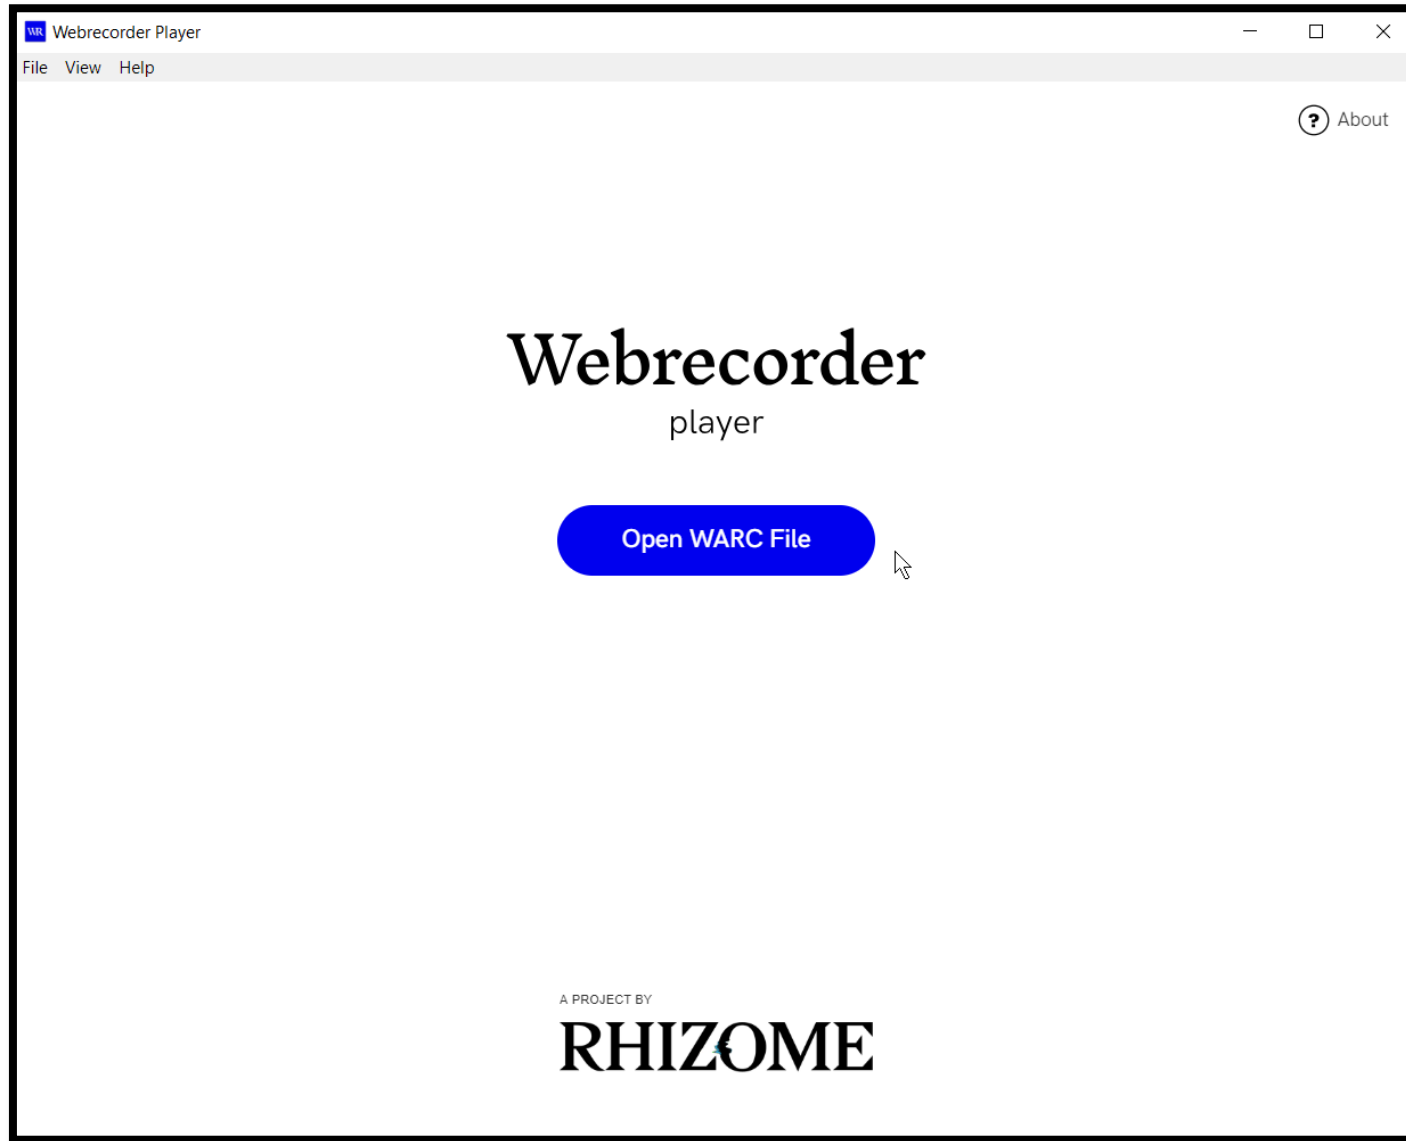 WR Webrecorder Player
File View Help
? About
Webrecorder
player
Open WARC File
A PROJECT BY
RHIZOME